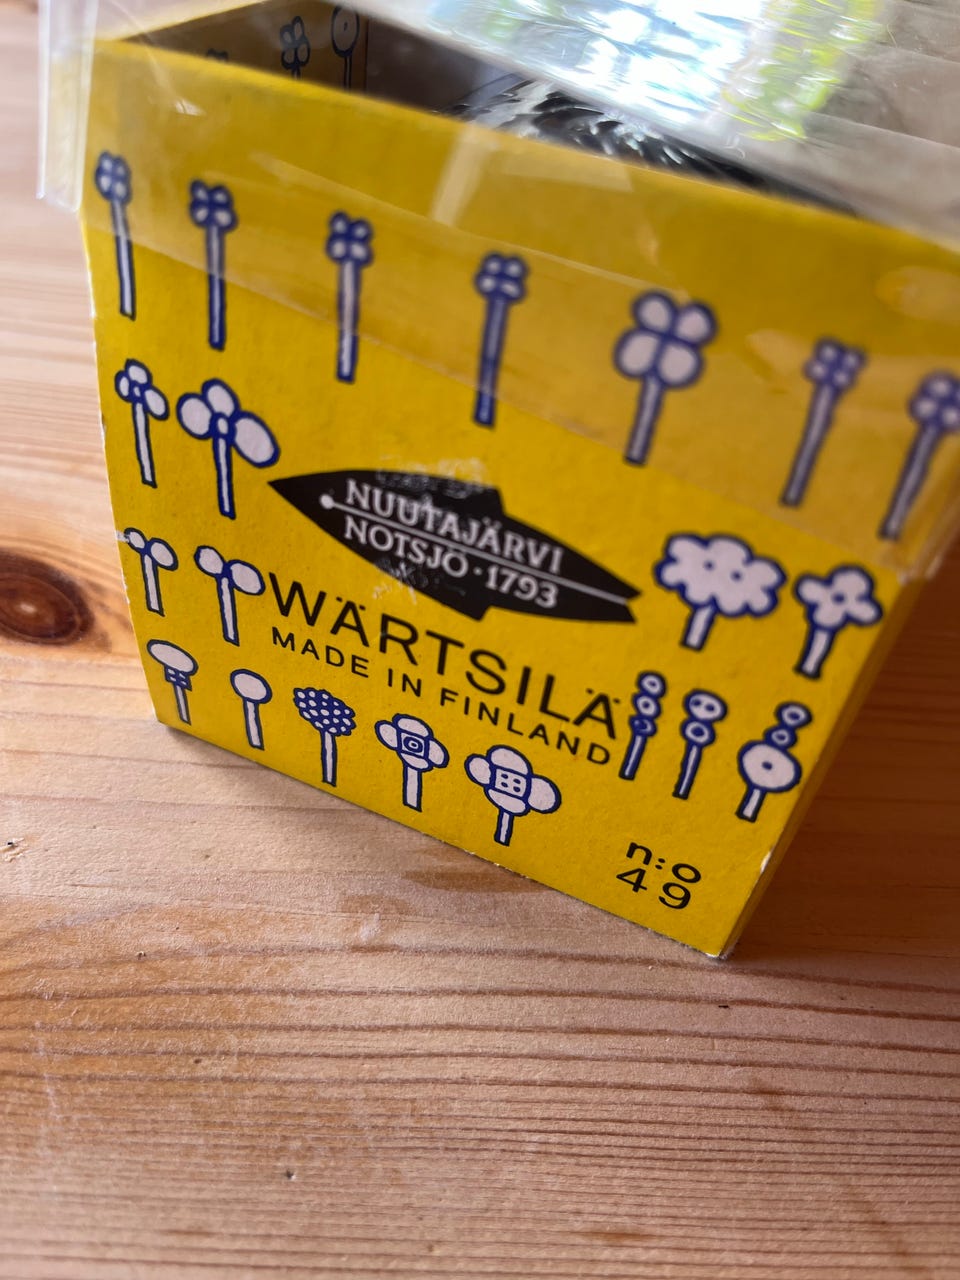 NUUTAJÄRVI
NOTSJÖ · 1793
WÄRTSILÄ
MADE IN FINLAND
n:o
49